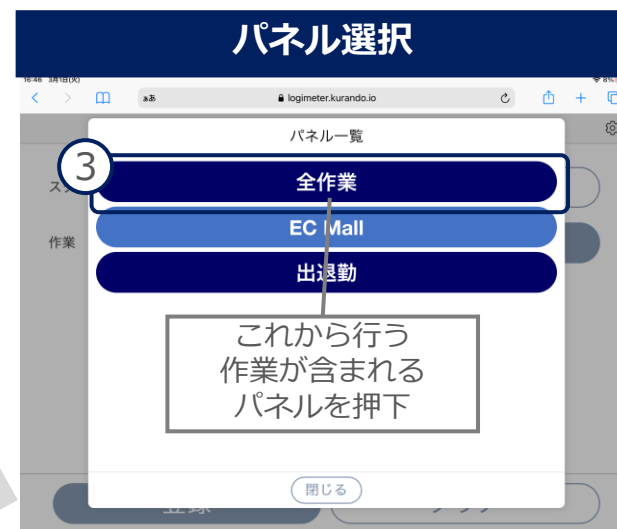 パネル選択
16:46 3月1日(火)
8%
ぁあ
logimeter.kurando.io
パネル一覧
3
全作業
EC Mall
作業
出退勤
これから行う
作業が含まれる
パネルを押下
閉じる